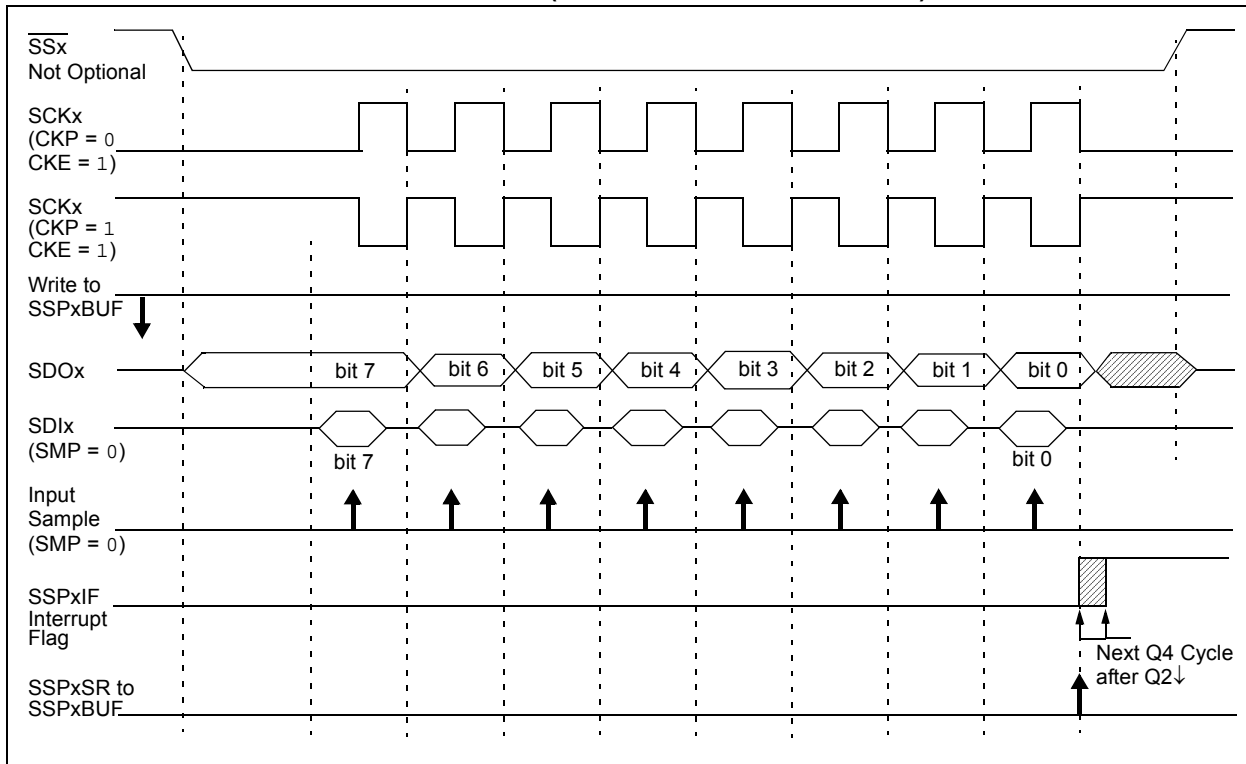 SSx
Not Optional
SCKx
(CKP = 0
CKE = 1)
SCKx
(CKP = 1
CKE = 1)
Write to
SSPxBUF
SDOx
bit 7 bit 6 bit 5 bit 4 bit 3 bit 2 bit 1 bit 0
SDIx
(SMP = 0)
bit 7 bit 0
Input
Sample
(SMP = 0)
SSPxIF
Interrupt
Flag
Next Q4 Cycle
after Q2↓
SSPxSR to
SSPxBUF